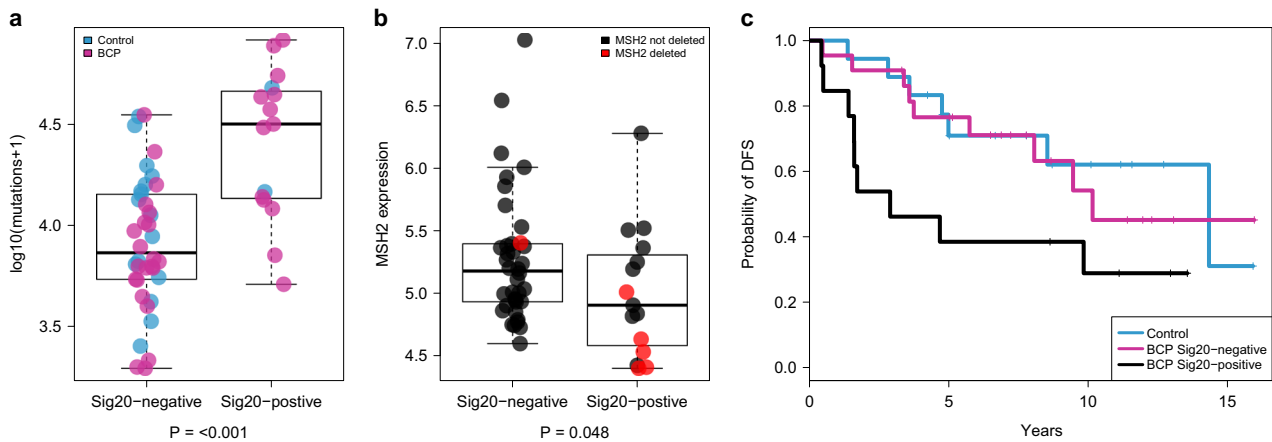 a
Control
BCP
log10(mutations+1)
4.5
4.0
3.5
Sig20−negative
Sig20−postive
P = <0.001
b
MSH2 not deleted
MSH2 deleted
MSH2 expression
7.0
6.5
6.0
5.5
5.0
4.5
Sig20−negative
Sig20−postive
P = 0.048
c
Probability of DFS
1.0
0.8
0.6
0.4
0.2
0.0
Control
BCP Sig20−negative
BCP Sig20−positive
0
5
10
15
Years